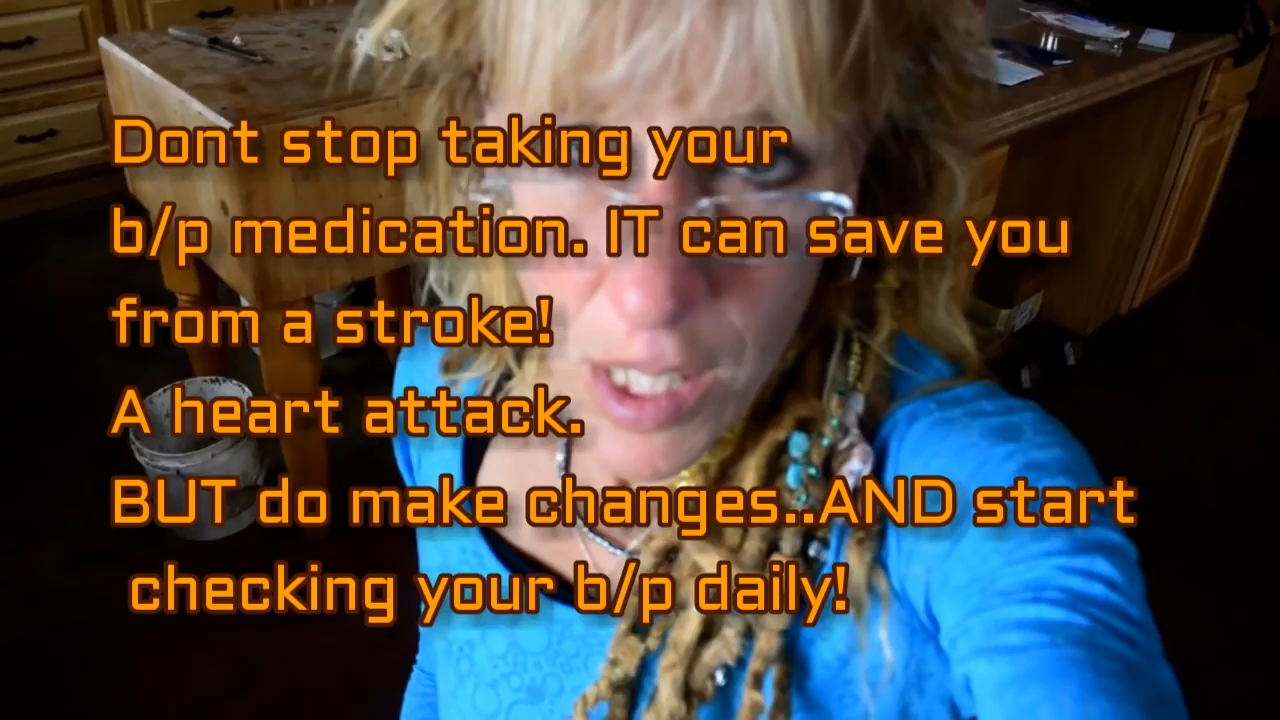 Dont stop taking your
b/p medication. IT can save you
from a stroke!
A heart attack.
BUT do make changes..AND start
checking your b/p daily!